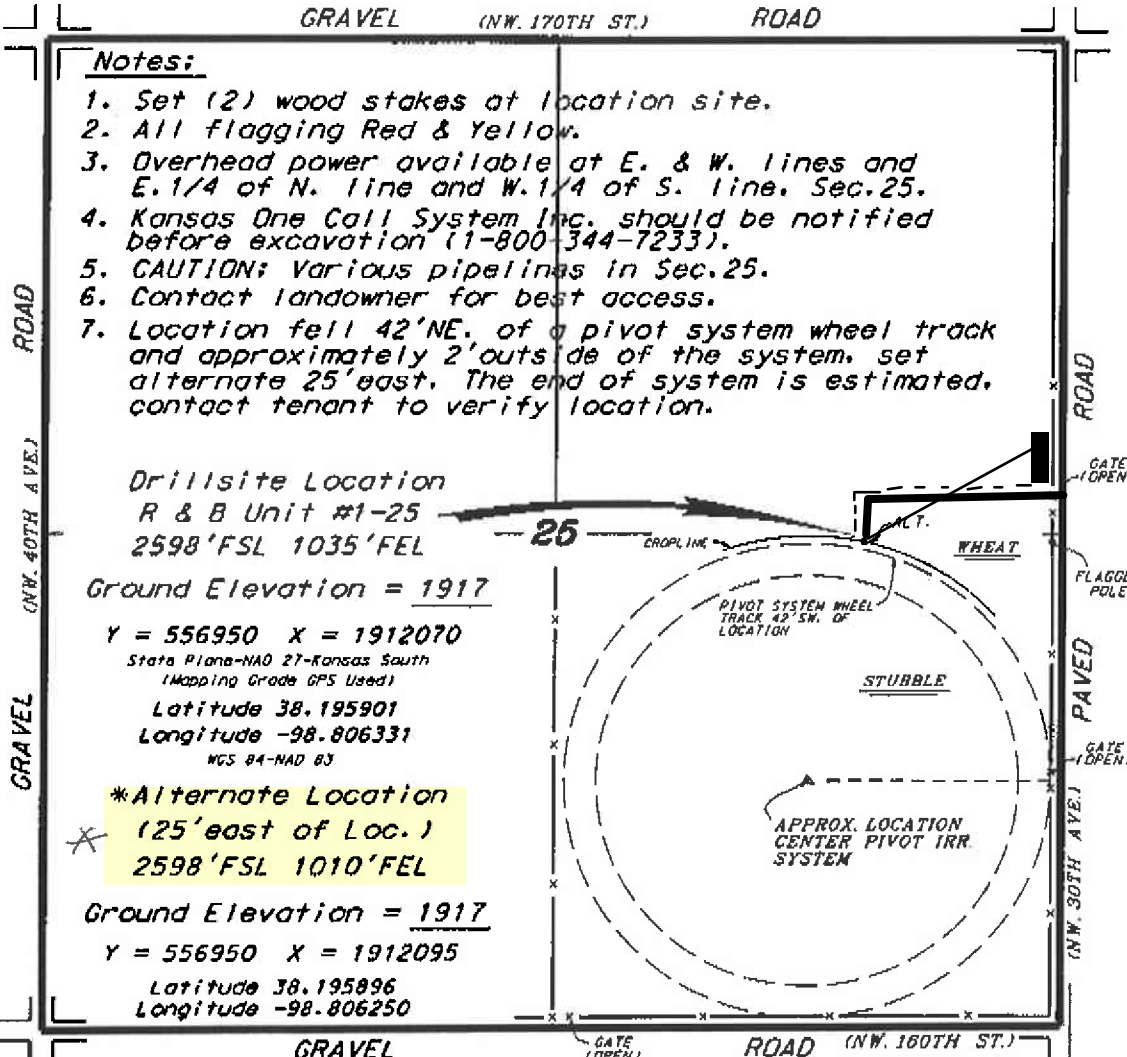 GRAVEL (NW. 170TH ST.) ROAD
Notes:
1. Set (2) wood stakes at location site.
2. All flagging Red & Yellow.
3. Overhead power available at E. & W. lines and
E. 1/4 of N. line and W. 1/4 of S. line. Sec. 25.
4. Kansas One Call System Inc. should be notified
before excavation (1-800-344-7233).
5. CAUTION: Various pipelines in Sec. 25.
6. Contact landowner for best access.
7. Location fell 42' NE. of a pivot system wheel track
and approximately 2' outside of the system. set
alternate 25' east. The end of system is estimated.
contact tenant to verify location.
GRAVEL (NW. 40TH AVE.) ROAD
Drillsite Location
R & B Unit #1-25
2598' FSL 1035' FEL
Ground Elevation = 1917
Y = 556950 X = 1912070
State Plane-NAD 27-Kansas South
(Mapping Grade GPS Used)
Latitude 38.195901
Longitude -98.806331
WGS 84-NAD 83
*Alternate Location
(25' east of Loc.)
2598' FSL 1010' FEL
Ground Elevation = 1917
Y = 556950 X = 1912095
Latitude 38.195896
Longitude -98.806250
25
CROPLINE
ALT.
WHEAT
PIVOT SYSTEM WHEEL
TRACK 42' SW. OF
LOCATION
STUBBLE
APPROX. LOCATION
CENTER PIVOT IRR.
SYSTEM
GATE
(OPEN
POLE
GATE
(OPEN)
PAVED ROAD
(NW. 30TH AVE.)
GRAVEL
GATE
(OPEN)
ROAD (NW. 160TH ST.)